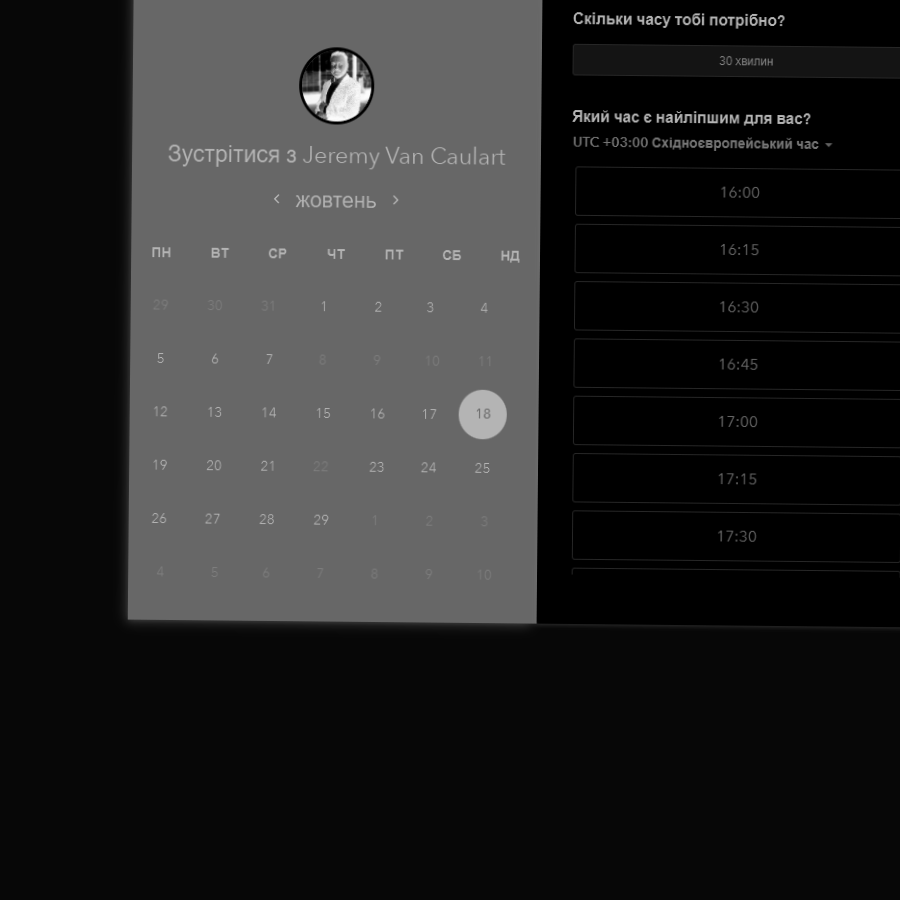 Зустрітися з Jeremy Van Caulart
жовтень
ПН ВТ СР ЧТ ПТ СБ НД
29 30 31 1 2 3 4
5 6 7 8 9 10 11
12 13 14 15 16 17 18
19 20 21 22 23 24 25
26 27 28 29 1 2 3
4 5 6 7 8 9 10
Скільки часу тобі потрібно?
30 хвилин
Який час є найліпшим для вас?
UTC +03:00 Східноєвропейський час
16:00
16:15
16:30
16:45
17:00
17:15
17:30